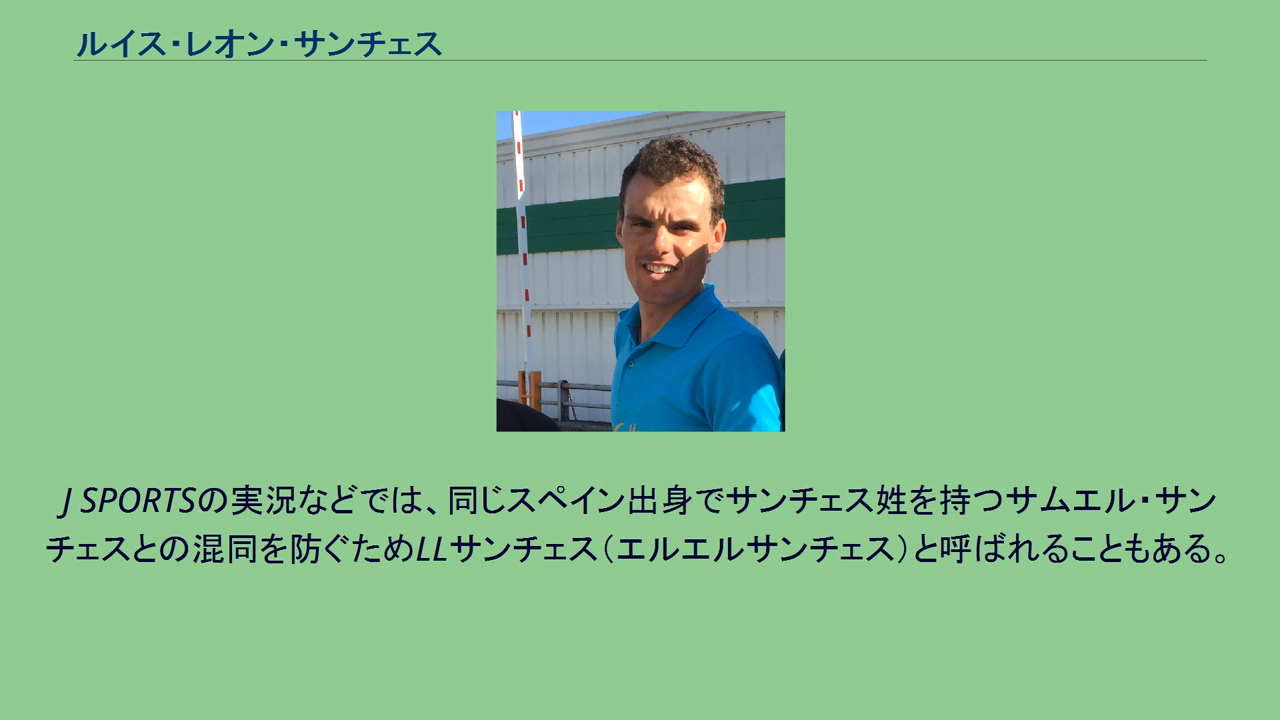 ルイス・レオン・サンチェス
J SPORTSの実況などでは、同じスペイン出身でサンチェス姓を持つサムエル・サン
チェスとの混同を防ぐためLLサンチェス（エルエルサンチェス）と呼ばれることもある。